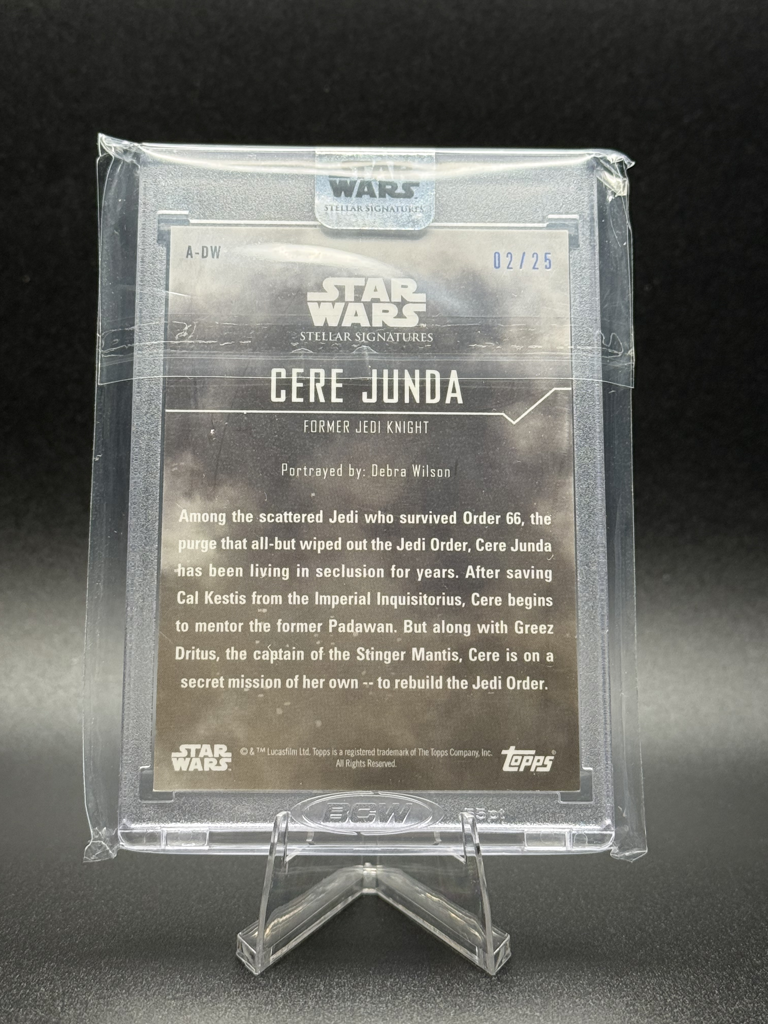 STAR
WARS
STELLAR SIGNATURES
A-DW
02/25
STAR
WARS™
STELLAR SIGNATURES
CERE JUNDA
FORMER JEDI KNIGHT
Portrayed by: Debra Wilson
Among the scattered Jedi who survived Order 66, the
purge that all-but wiped out the Jedi Order, Cere Junda
has been living in seclusion for years. After saving
Cal Kestis from the Imperial Inquisitorius, Cere begins
to mentor the former Padawan. But along with Greez
Dritus, the captain of the Stinger Mantis, Cere is on a
secret mission of her own -- to rebuild the Jedi Order.
STAR
WARS
© & ™ Lucasfilm Ltd. Topps is a registered trademark of The Topps Company, Inc.
All Rights Reserved.
topps®
BCW